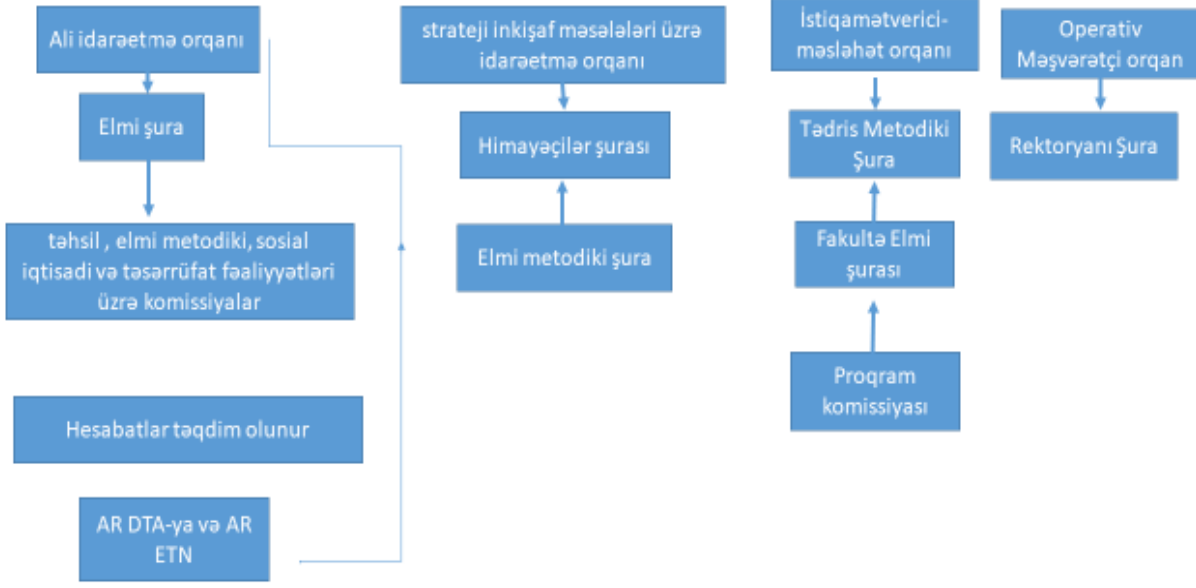 Ali idarəetmə orqanı
Elmi şura
təhsil , elmi metodiki, sosial
iqtisadi və təsərrüfat fəaliyyətləri
üzrə komissiyalar
Hesabatlar təqdim olunur
AR DTA-ya və AR
ETN
strateji inkişaf məsələləri üzrə
idarəetmə orqanı
Himayəçilər şurası
Elmi metodiki şura
İstiqamətverici-
məsləhət orqanı
Tədris Metodiki
Şura
Fakultə Elmi
şurası
Proqram
komissiyası
Operativ
Məşvərətçi orqan
Rektoryanı Şura